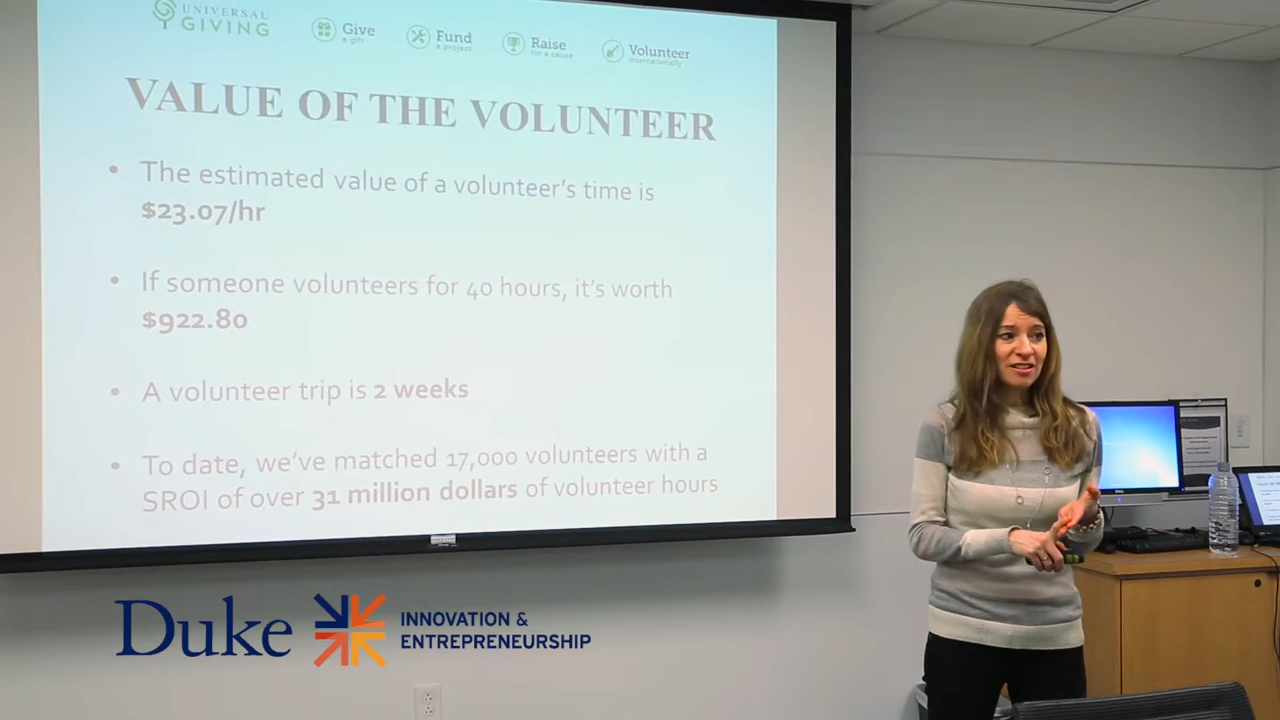 UNIVERSAL
GIVING
Give
a gift
Fund
a project
Raise
for a cause
Volunteer
internationally
VALUE OF THE VOLUNTEER
• The estimated value of a volunteer's time is
$23.07/hr
• If someone volunteers for 40 hours, it's worth
$922.80
• A volunteer trip is 2 weeks
• To date, we've matched 17,000 volunteers with a
SROI of over 31 million dollars of volunteer hours
DELL
Duke
INNOVATION &
ENTREPRENEURSHIP